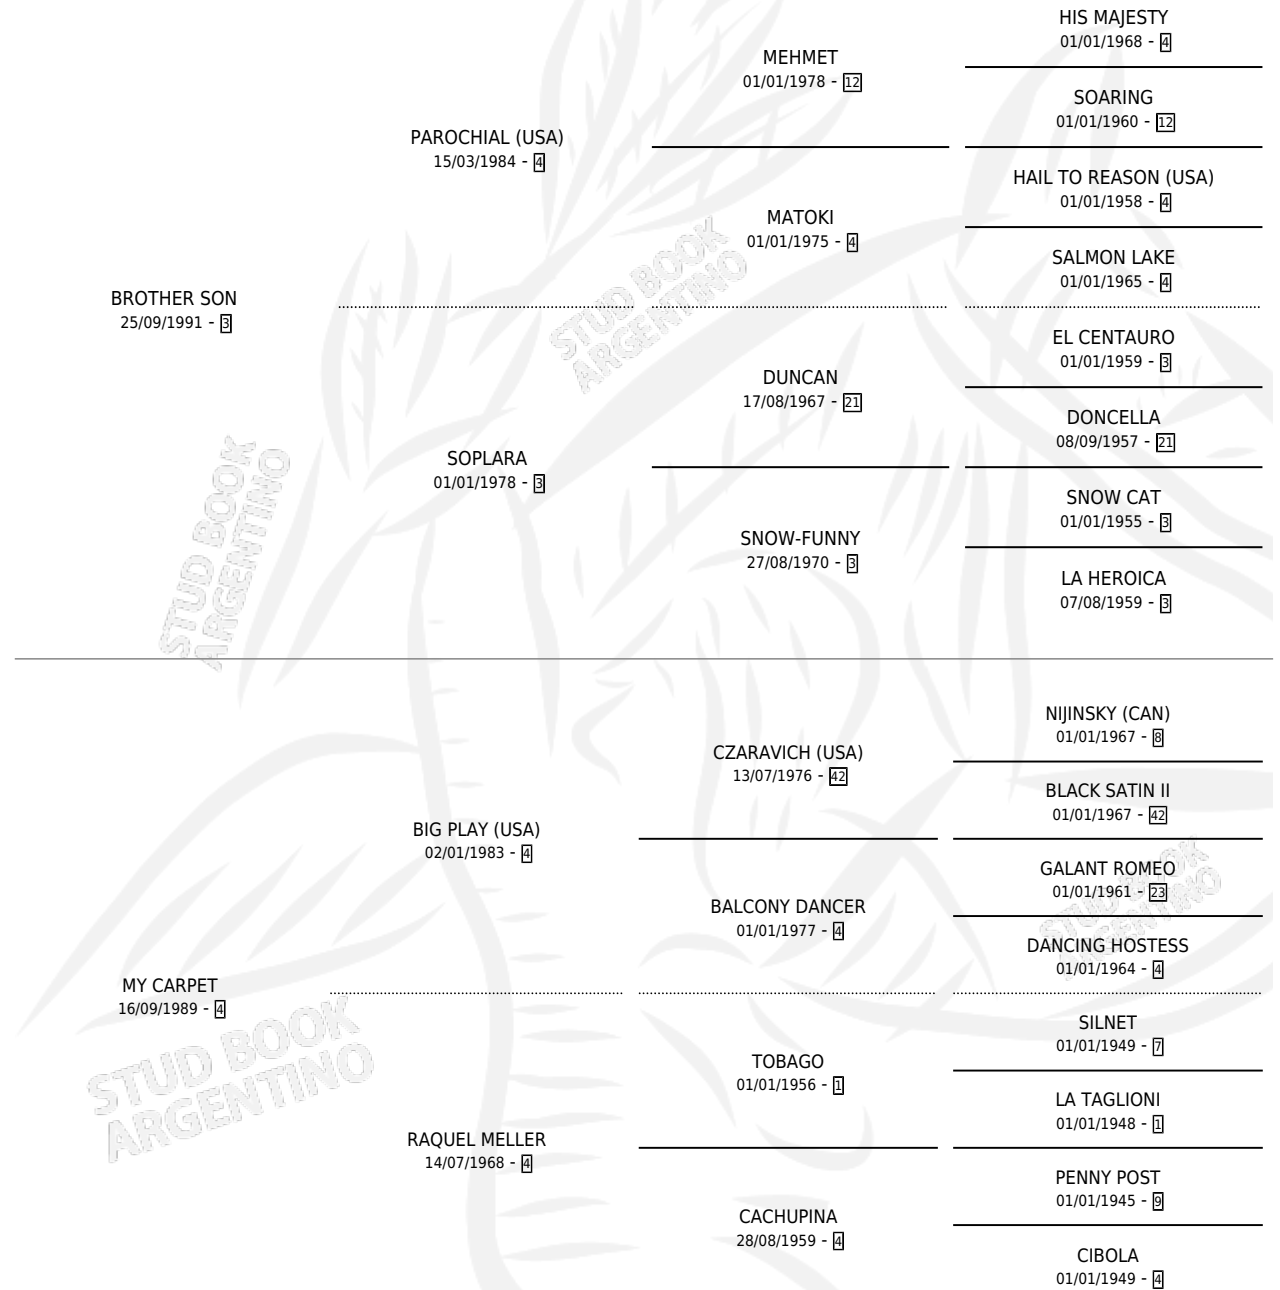 HIS MAJESTY
01/01/1968 - 4
MEHMET
01/01/1978 - 12
SOARING
01/01/1960 - 12
PAROCHIAL (USA)
15/03/1984 - 4
HAIL TO REASON (USA)
01/01/1958 - 4
MATOKI
01/01/1975 - 4
SALMON LAKE
01/01/1965 - 4
BROTHER SON
25/09/1991 - 3
EL CENTAURO
01/01/1959 - 3
DUNCAN
17/08/1967 - 21
DONCELLA
08/09/1957 - 21
SOPLARA
01/01/1978 - 3
SNOW CAT
01/01/1955 - 3
SNOW-FUNNY
27/08/1970 - 3
LA HEROICA
07/08/1959 - 3
STUD BOOK
ARGENTINO
STUD BOOK
ARGENTINO
NIJINSKY (CAN)
01/01/1967 - 8
CZARAVICH (USA)
13/07/1976 - 42
BLACK SATIN II
01/01/1967 - 42
BIG PLAY (USA)
02/01/1983 - 4
GALANT ROMEO
01/01/1961 - 23
BALCONY DANCER
01/01/1977 - 4
DANCING HOSTESS
01/01/1964 - 4
MY CARPET
16/09/1989 - 4
SILNET
01/01/1949 - 7
TOBAGO
01/01/1956 - 1
LA TAGLIONI
01/01/1948 - 1
RAQUEL MELLER
14/07/1968 - 4
PENNY POST
01/01/1945 - 9
CACHUPINA
28/08/1959 - 4
CIBOLA
01/01/1949 - 4
STUD BOOK
ARGENTINO
STUD BOOK
ARGENTINO